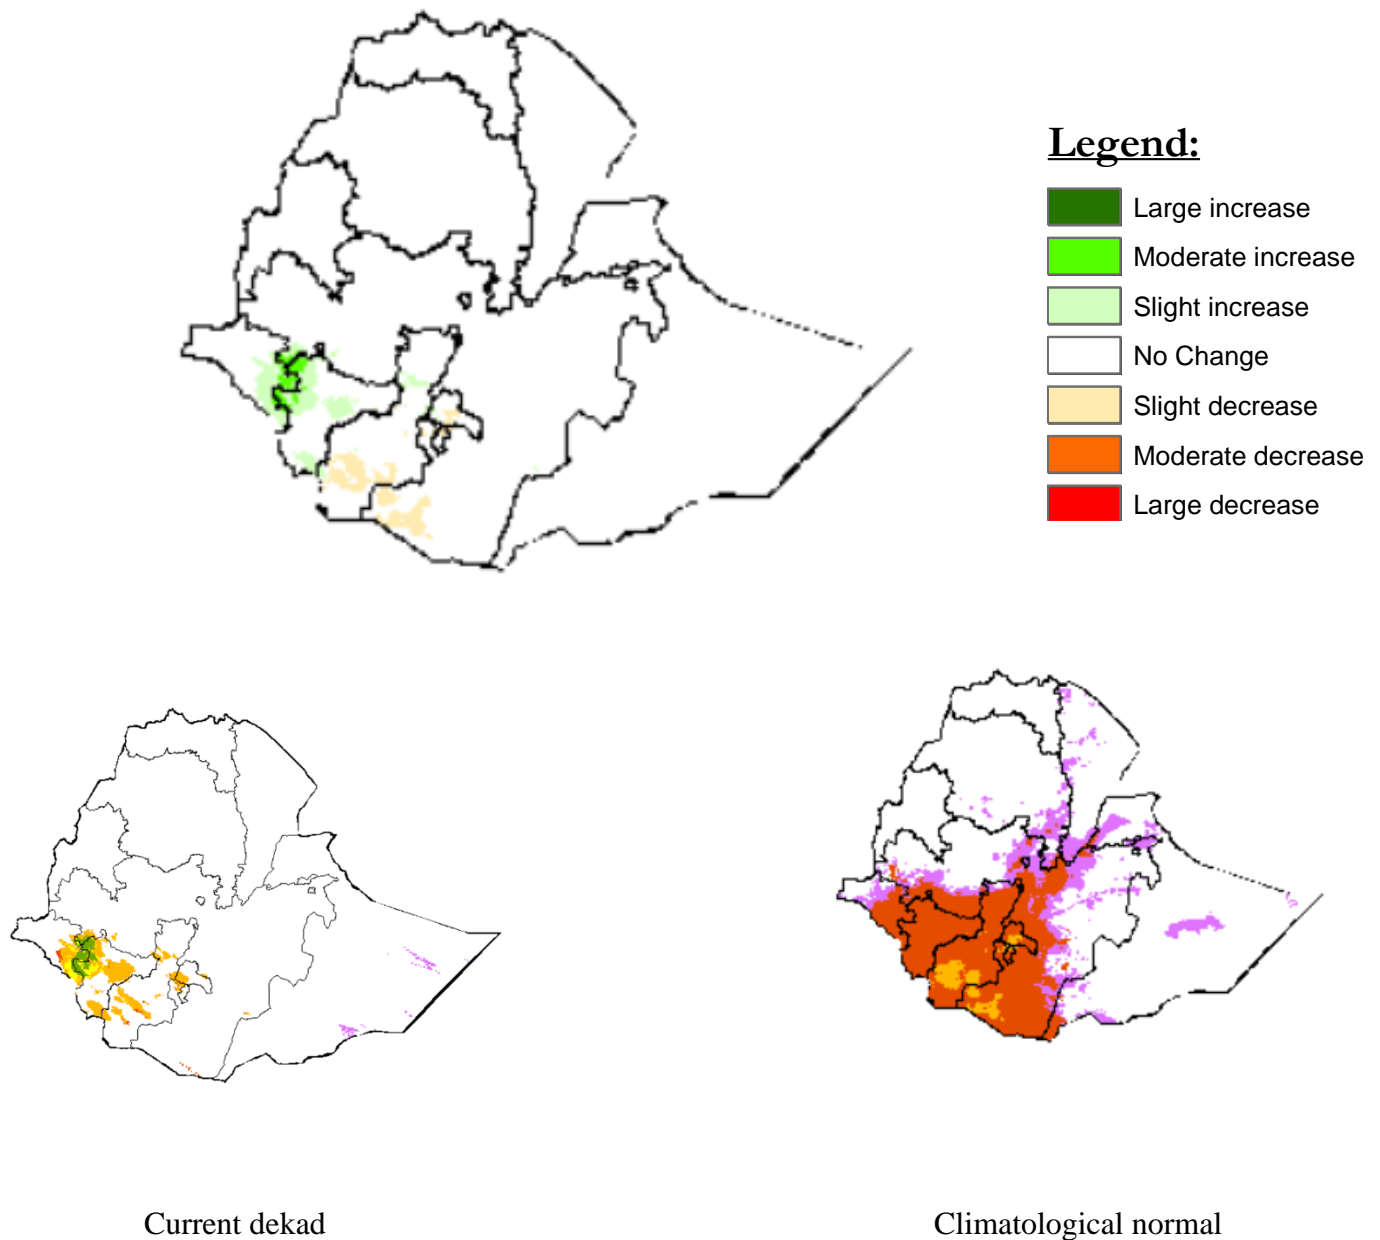 Legend:
Large increase
Moderate increase
Slight increase
No Change
Slight decrease
Moderate decrease
Large decrease
Current dekad
Climatological normal